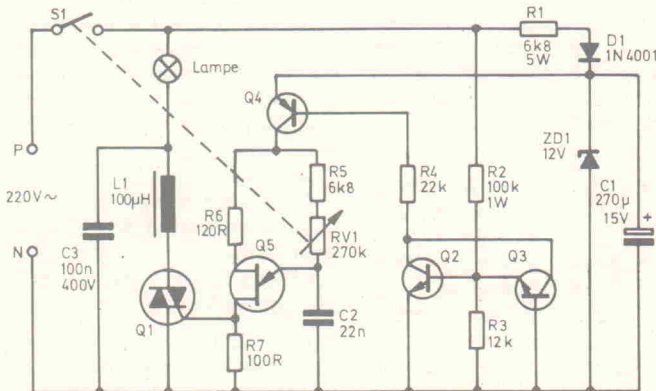 S1
R1
6k8
5W
D1
1N4001
Lampe
Q4
P
220V~
N
L1
100µH
R5
6k8
R4
22k
R2
100k
1W
ZD1
12V
C1
270µ
15V
+
R6
120R
Q5
RV1
270k
C3
100n
400V
Q2
Q3
Q1
C2
22n
R3
12k
R7
100R